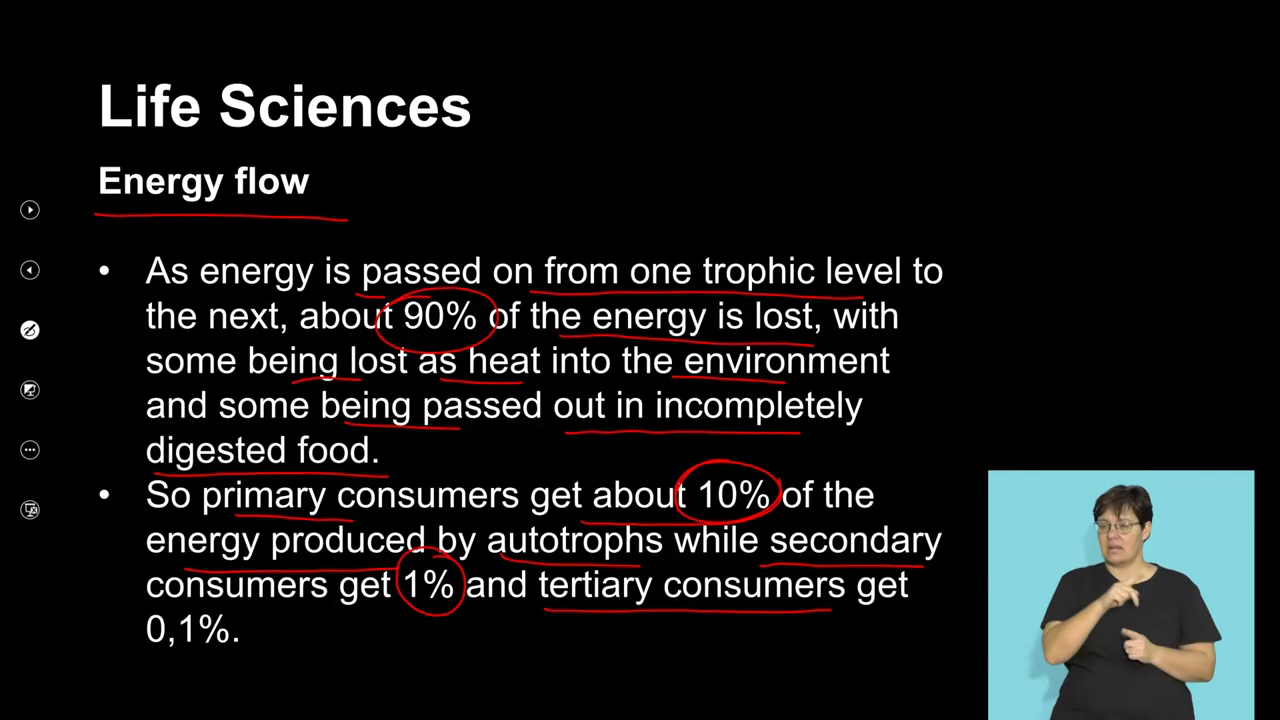 Life Sciences
Energy flow
• As energy is passed on from one trophic level to
the next, about 90% of the energy is lost, with
some being lost as heat into the environment
and some being passed out in incompletely
digested food.
• So primary consumers get about 10% of the
energy produced by autotrophs while secondary
consumers get 1% and tertiary consumers get
0,1%.